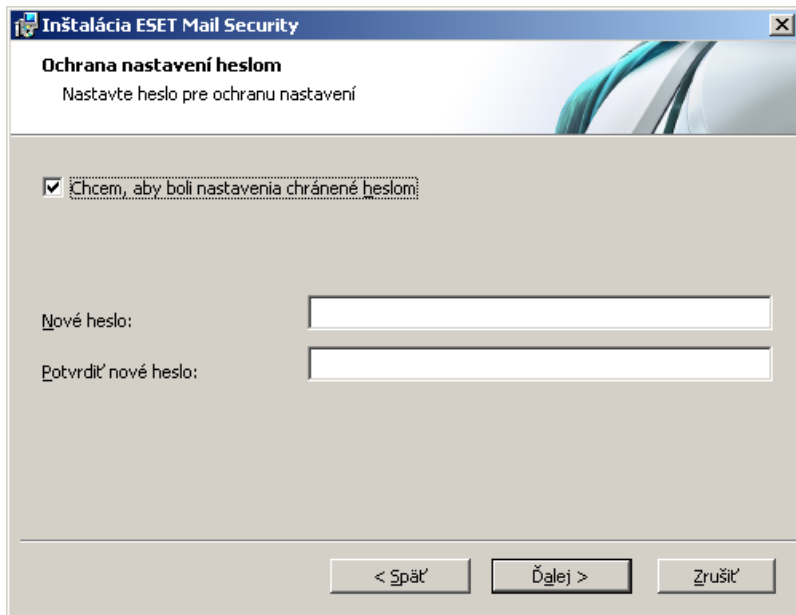 Inštalácia ESET Mail Security
Ochrana nastavení heslom
Nastavte heslo pre ochranu nastavení
Chcem, aby boli nastavenia chránené heslom
Nové heslo:
Potvrdiť nové heslo:
< Späť
Ďalej >
Zrušiť